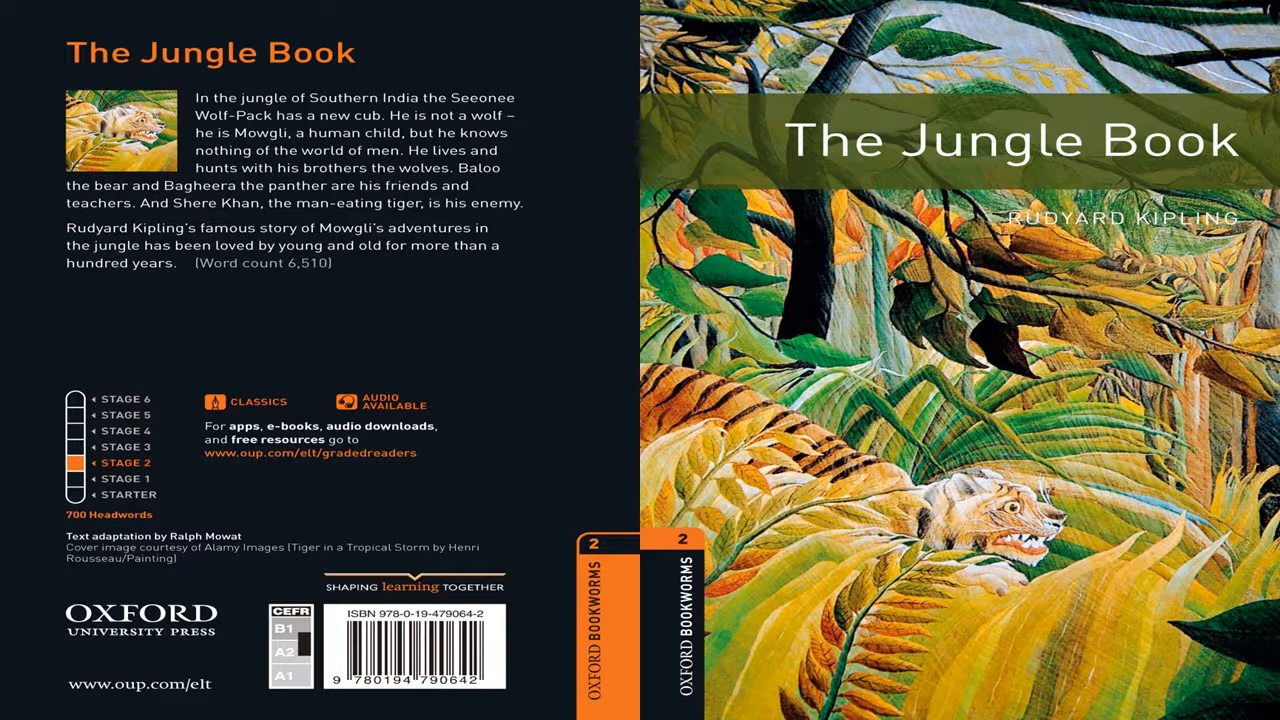 The Jungle Book
In the jungle of Southern India the Seeonee
Wolf-Pack has a new cub. He is not a wolf –
he is Mowgli, a human child, but he knows
nothing of the world of men. He lives and
hunts with his brothers the wolves. Baloo
the bear and Bagheera the panther are his friends and
teachers. And Shere Khan, the man-eating tiger, is his enemy.
Rudyard Kipling's famous story of Mowgli's adventures in
the jungle has been loved by young and old for more than a
hundred years. (Word count 6,510)
STAGE 6
STAGE 5
STAGE 4
STAGE 3
STAGE 2
STAGE 1
STARTER
700 Headwords
CLASSICS
AUDIO
AVAILABLE
For apps, e-books, audio downloads,
and free resources go to
www.oup.com/elt/gradedreaders
Text adaptation by Ralph Mowat
Cover image courtesy of Alamy Images (Tiger in a Tropical Storm by Henri
Rousseau/Painting)
SHAPING learning TOGETHER
OXFORD
UNIVERSITY PRESS
www.oup.com/elt
CEFR
B1
A2
A1
ISBN 978-0-19-479064-2
9 780194 790642
2
OXFORD BOOKWORMS
The Jungle Book
RUDYARD KIPLING
2
OXFORD BOOKWORMS